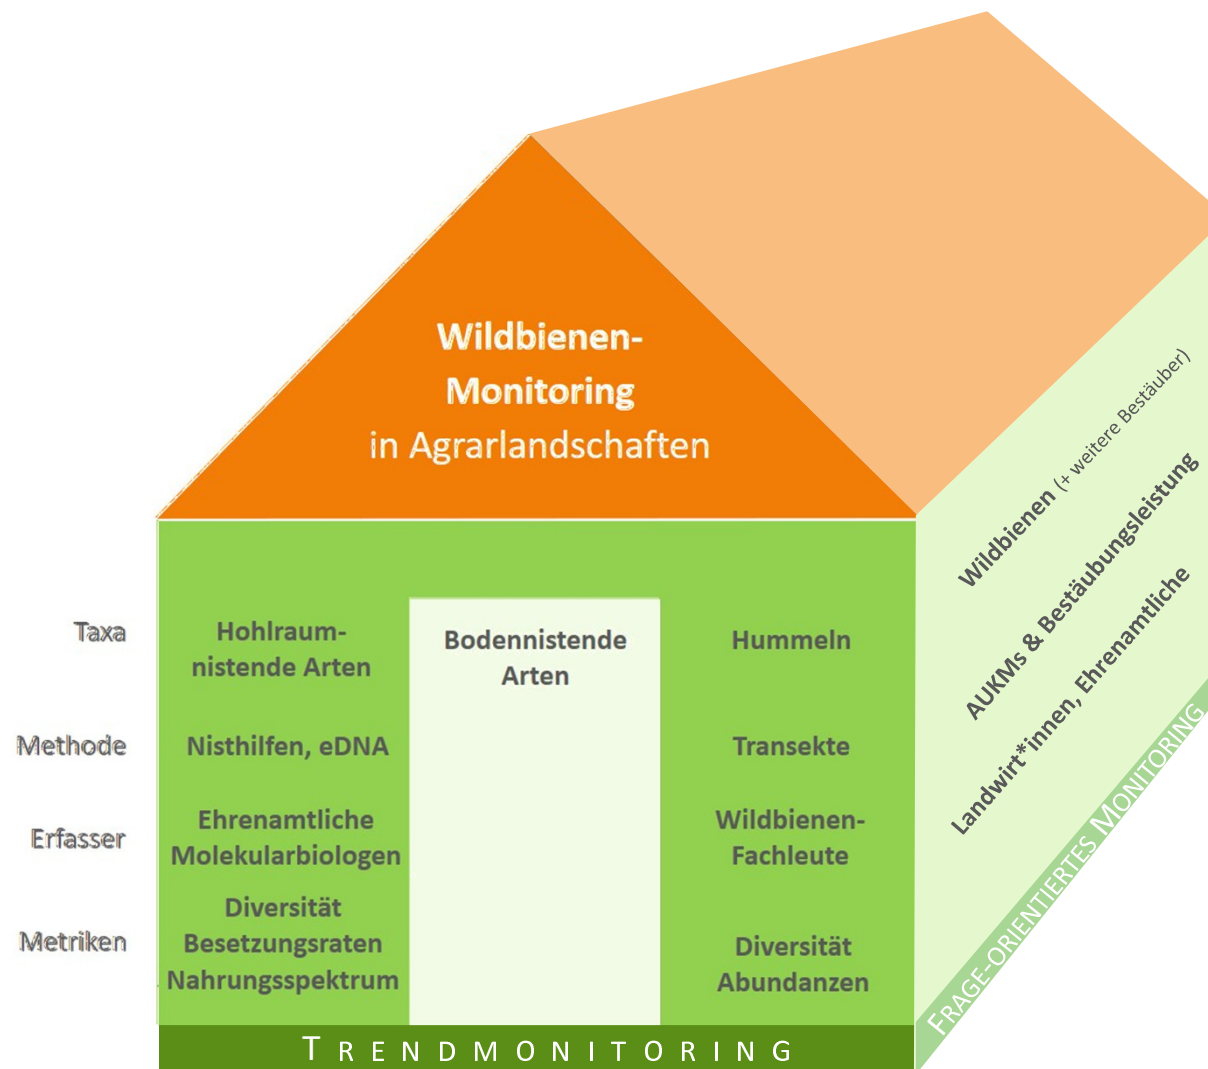 Wildbienen-
Monitoring
in Agrarlandschaften
Taxa
Hohlraum-
nistende Arten
Bodennistende
Arten
Hummeln
Methode
Nisthilfen, eDNA
Transekte
Erfasser
Ehrenamtliche
Molekularbiologen
Wildbienen-
Fachleute
Metriken
Diversität
Besetzungsraten
Nahrungsspektrum
Diversität
Abundanzen
TRENDMONITORING
Wildbienen (+ weitere Bestäuber)
AUKMs & Bestäubungsleistung
Landwirt*innen, Ehrenamtliche
FRAGE-ORIENTIERTES MONITORING